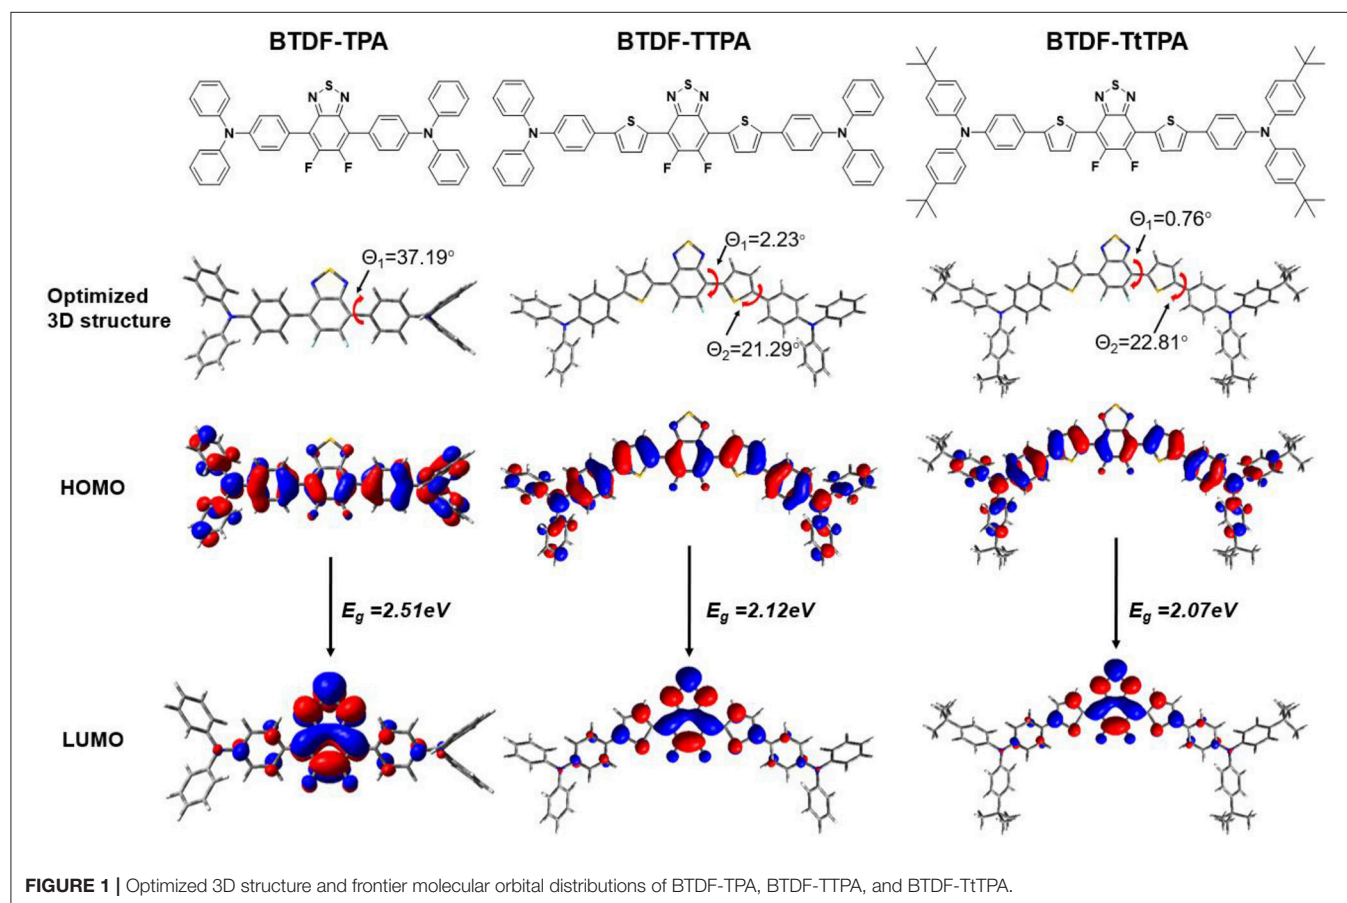 BTDF-TPA
BTDF-TTPA
BTDF-TtTPA
S
N N
N
N
F F
S
N N
S
S
N
N
F F
S
N N
S
S
N
N
F F
Optimized
3D structure
Θ1=37.19°
Θ1=2.23°
Θ2=21.29°
Θ1=0.76°
Θ2=22.81°
HOMO
Eg =2.51eV
Eg =2.12eV
Eg =2.07eV
LUMO
FIGURE 1 | Optimized 3D structure and frontier molecular orbital distributions of BTDF-TPA, BTDF-TTPA, and BTDF-TtTPA.